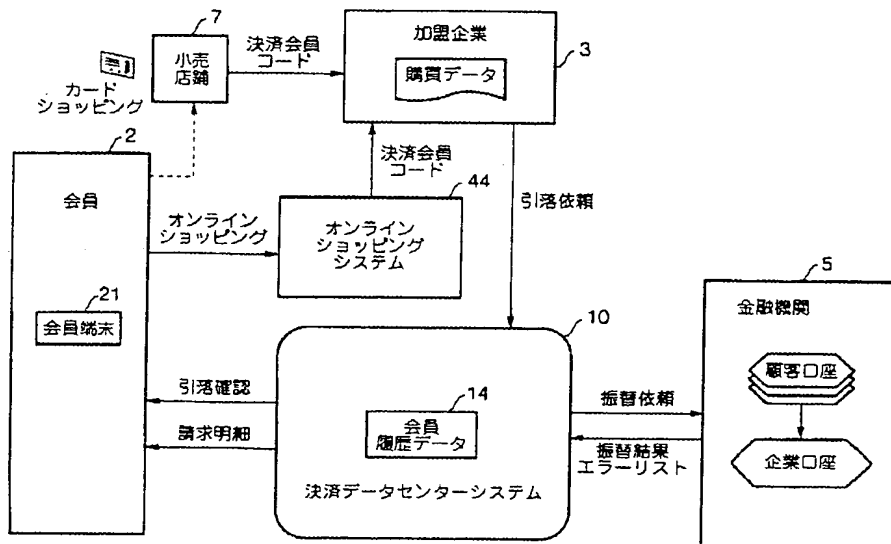 7
小売
店舗
カード
ショッピング
決済会員
コード
加盟企業
購買データ
3
2
会員
21
会員端末
オンライン
ショッピング
決済会員
コード
44
オンライン
ショッピング
システム
引落依頼
5
金融機関
顧客口座
企業口座
10
引落確認
請求明細
14
会員
履歴データ
決済データセンターシステム
振替依頼
振替結果
エラーリスト